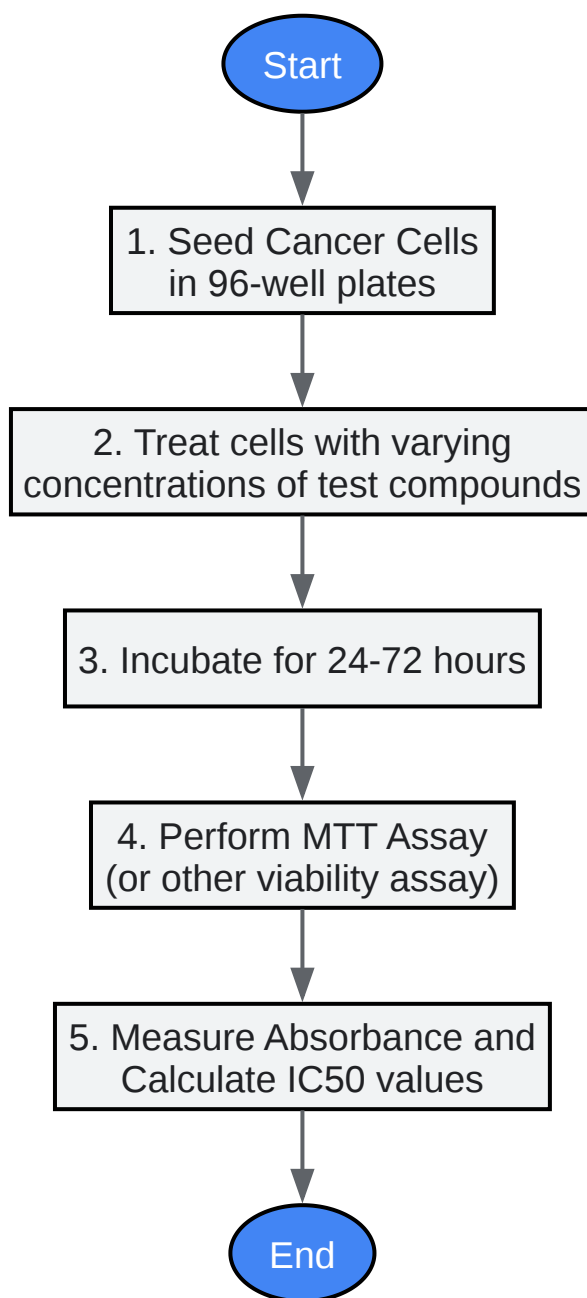 Start
1. Seed Cancer Cells
in 96-well plates
2. Treat cells with varying
concentrations of test compounds
3. Incubate for 24-72 hours
4. Perform MTT Assay
(or other viability assay)
5. Measure Absorbance and
Calculate IC50 values
End